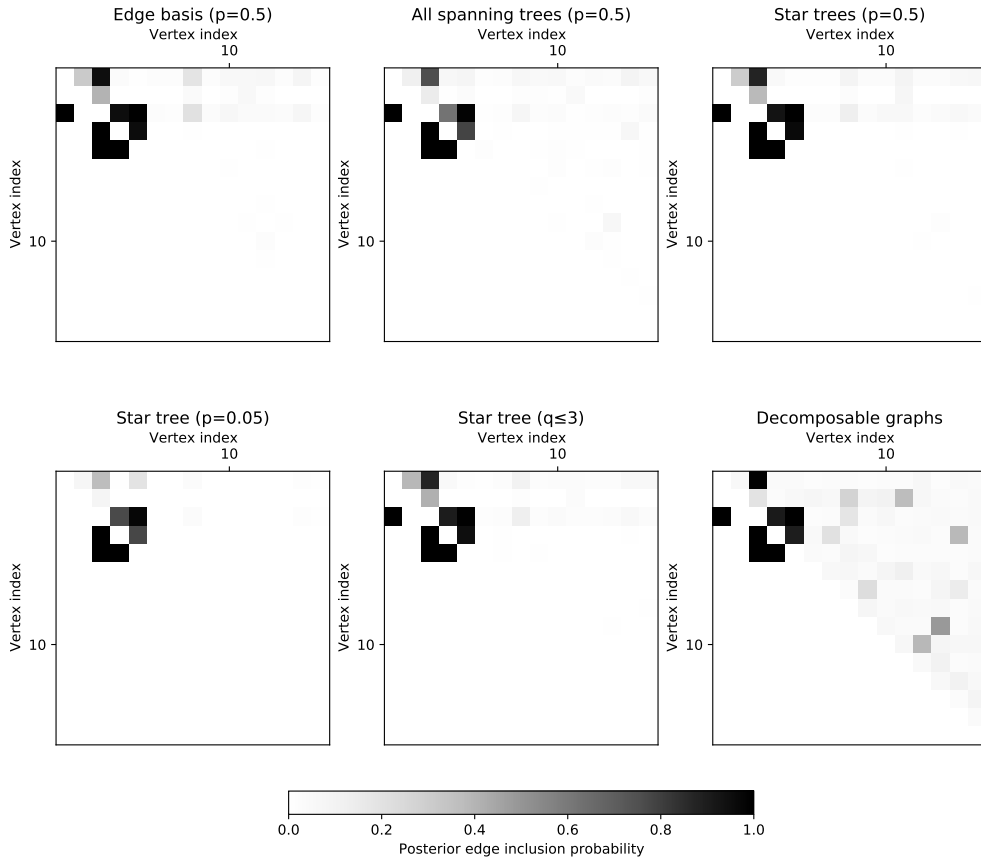 Edge basis (p=0.5)
Vertex index
10
Vertex index
10
All spanning trees (p=0.5)
Vertex index
10
Vertex index
10
Star trees (p=0.5)
Vertex index
10
Vertex index
10
Star tree (p=0.05)
Vertex index
10
Vertex index
10
Star tree (q≤3)
Vertex index
10
Vertex index
10
Decomposable graphs
Vertex index
10
Vertex index
10
0.0 0.2 0.4 0.6 0.8 1.0
Posterior edge inclusion probability